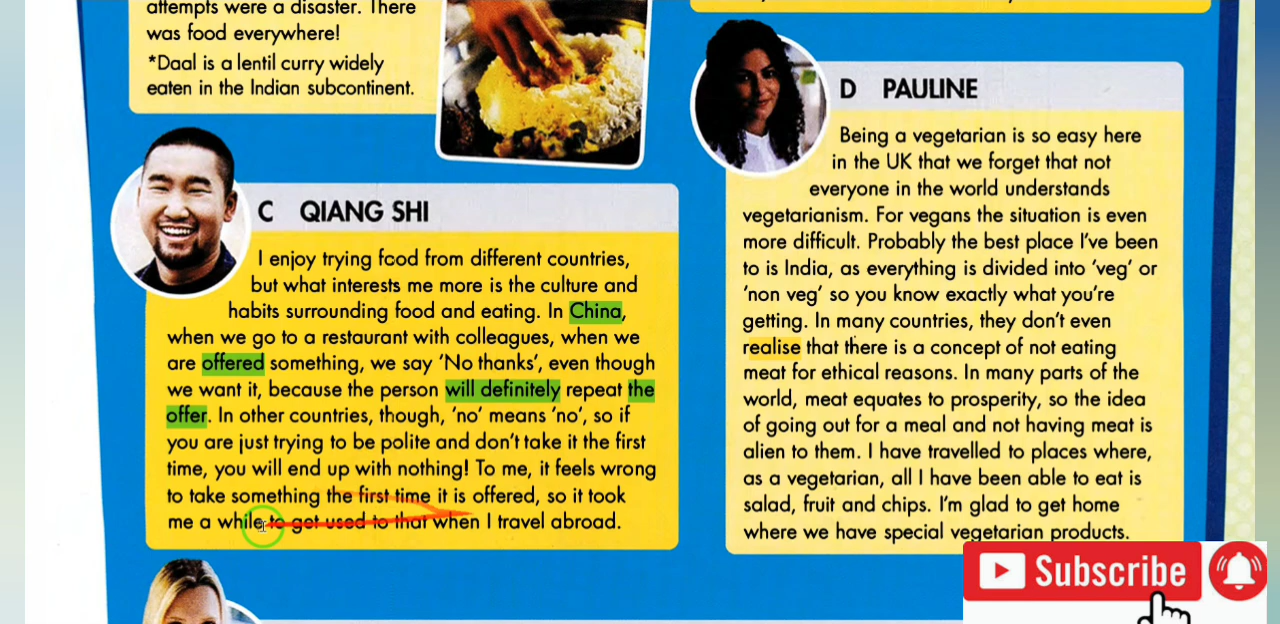 attempts were a disaster. There
was food everywhere!
*Daal is a lentil curry widely
eaten in the Indian subcontinent.
C QIANG SHI
I enjoy trying food from different countries,
but what interests me more is the culture and
habits surrounding food and eating. In China,
when we go to a restaurant with colleagues, when we
are offered something, we say 'No thanks', even though
we want it, because the person will definitely repeat the
offer. In other countries, though, 'no' means 'no', so if
you are just trying to be polite and don't take it the first
time, you will end up with nothing! To me, it feels wrong
to take something the first time it is offered, so it took
me a while to get used to that when I travel abroad.
D PAULINE
Being a vegetarian is so easy here
in the UK that we forget that not
everyone in the world understands
vegetarianism. For vegans the situation is even
more difficult. Probably the best place I've been
to is India, as everything is divided into 'veg' or
'non veg' so you know exactly what you're
getting. In many countries, they don't even
realise that there is a concept of not eating
meat for ethical reasons. In many parts of the
world, meat equates to prosperity, so the idea
of going out for a meal and not having meat is
alien to them. I have travelled to places where,
as a vegetarian, all I have been able to eat is
salad, fruit and chips. I'm glad to get home
where we have special vegetarian products.
Subscribe